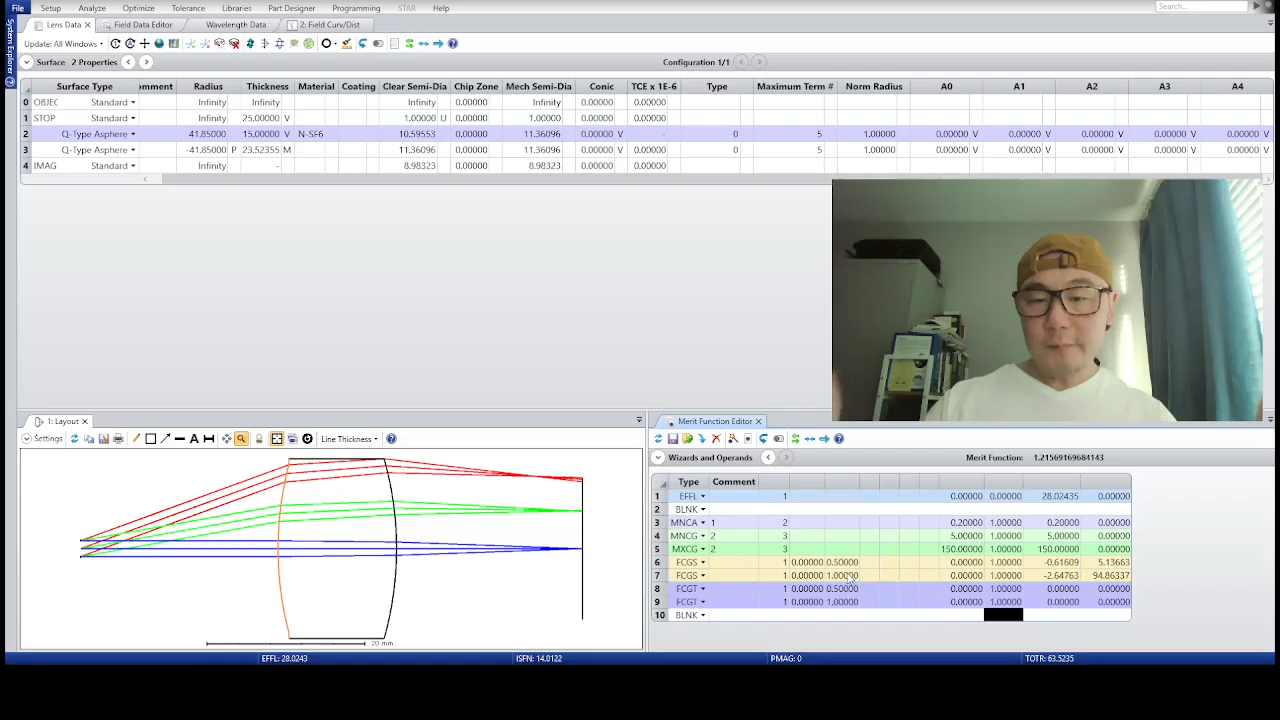 File Setup Analyze Optimize Tolerance Libraries Part Designer Programming STAR Help Search...
System Explorer
Lens Data Field Data Editor Wavelength Data 2: Field Curv/Dist
Update: All Windows
Surface 2 Properties Configuration 1/1
Surface Type mment Radius Thickness Material Coating Clear Semi-Dia Chip Zone Mech Semi-Dia Conic TCE x 1E-6 Type Maximum Term # Norm Radius A0 A1 A2 A3 A4
0 OBJEC Standard Infinity Infinity Infinity 0.00000 Infinity 0.00000 0.00000
1 STOP Standard Infinity 25.00000 V 1.00000 U 0.00000 1.00000 0.00000 0.00000
2 Q-Type Asphere 41.85000 15.00000 V N-SF6 10.59553 0.00000 11.36096 0.00000 V - 0 5 1.00000 0.00000 V 0.00000 V 0.00000 V 0.00000 V 0.00000 V
3 Q-Type Asphere -41.85000 P 23.52355 M 11.36096 0.00000 11.36096 0.00000 V 0.00000 0 5 1.00000 0.00000 V 0.00000 V 0.00000 V 0.00000 V 0.00000 V
4 IMAG Standard Infinity - 8.98323 0.00000 8.98323 0.00000 0.00000
1: Layout
Settings Line Thickness
20 mm
Merit Function Editor
Wizards and Operands Merit Function: 1.21569169684143
Type Comment
1 EFFL 1 0.00000 0.00000 28.02435 0.00000
2 BLNK
3 MNCA 1 2 0.20000 1.00000 0.20000 0.00000
4 MNCG 2 3 5.00000 1.00000 5.00000 0.00000
5 MXCG 2 3 150.00000 1.00000 150.00000 0.00000
6 FCGS 1 0.00000 0.50000 0.00000 1.00000 -0.61609 5.13663
7 FCGS 1 0.00000 1.00000 0.00000 1.00000 -2.64763 94.86337
8 FCGT 1 0.00000 0.50000 0.00000 1.00000 0.00000 0.00000
9 FCGT 1 0.00000 1.00000 0.00000 1.00000 0.00000 0.00000
10 BLNK
EFFL: 28.0243 ISFN: 14.0122 PMAG: 0 TOTR: 63.5235